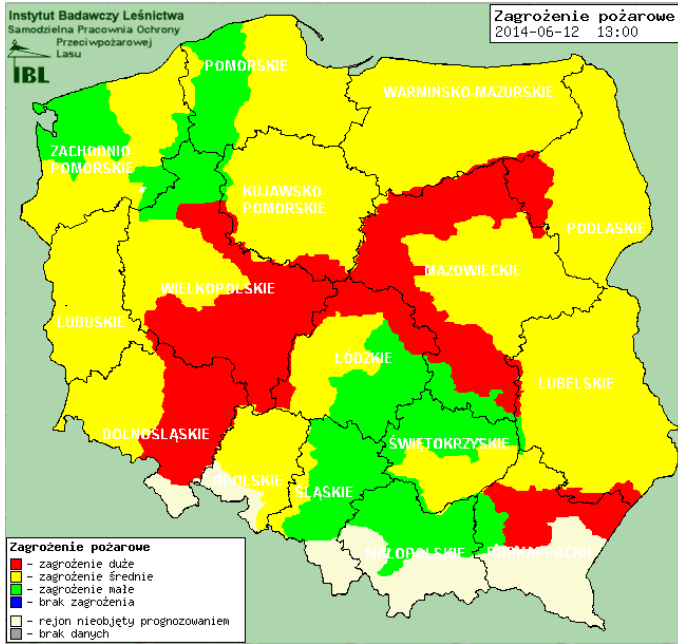 Instytut Badawczy Leśnictwa
Samodzielna Pracownia Ochrony
Przeciwpożarowej
Lasu
IBL
Zagrożenie pożarowe
2014-06-12 13:00
POMORSKIE
WARMIŃSKO-MAZURSKIE
ZACHODNIO
POMORSKIE
KUJAWSKO-
POMORSKIE
PODLASKIE
MAZOWIECKIE
WIELKOPOLSKIE
LUBUSKIE
ŁÓDZKIE
LUBELSKIE
DOLNOŚLĄSKIE
ŚWIĘTOKRZYSKIE
OPOLSKIE
ŚLĄSKIE
MAŁOPOLSKIE
PODKARPACKIE
Zagrożenie pożarowe
- zagrożenie duże
- zagrożenie średnie
- zagrożenie małe
- brak zagrożenia
- rejon nieobjęty prognozowaniem
- brak danych